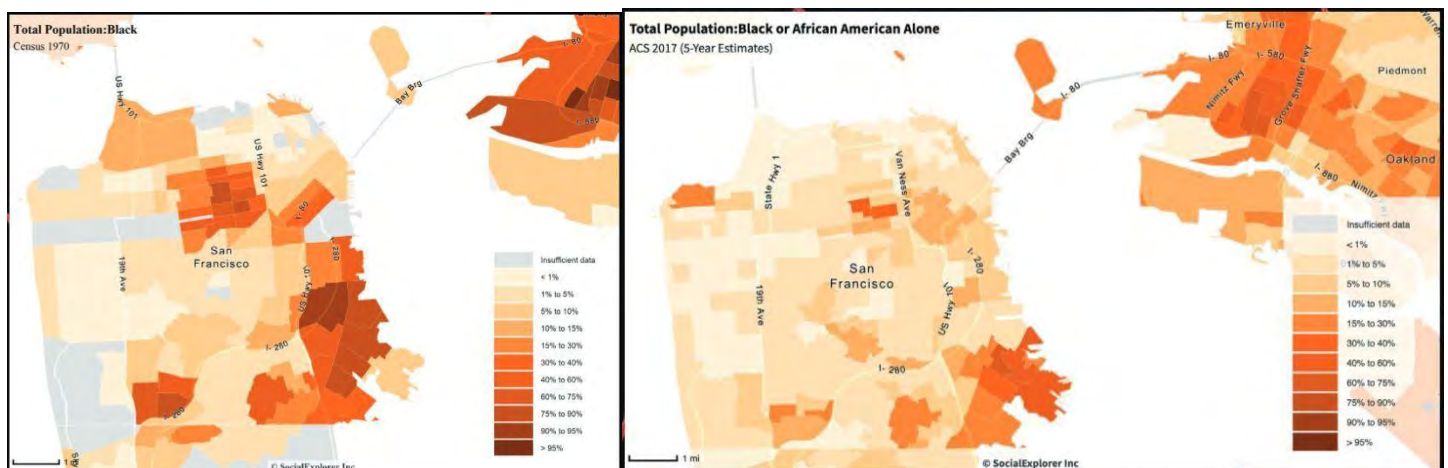 Total Population:Black
Census 1970
I- 80
US Hwy 101
Bay Brg
I- 880
US Hwy 101
I- 80
San
Francisco
I- 280
19th Ave
US Hwy 101
I- 280
I- 280
Insufficient data
< 1%
1% to 5%
5% to 10%
10% to 15%
15% to 30%
30% to 40%
40% to 60%
60% to 75%
75% to 90%
90% to 95%
> 95%
1 mi
© SocialExplorer Inc
Total Population:Black or African American Alone
ACS 2017 (5-Year Estimates)
Emeryville
I- 80
I- 580
Nimitz Fwy
Grove Shafter Fwy
Piedmont
I- 80
Bay Brg
State Hwy 1
Van Ness Ave
Oakland
I- 880
Nimitz
San
Francisco
I- 280
19th Ave
US Hwy 101
I- 280
Insufficient data
< 1%
1% to 5%
5% to 10%
10% to 15%
15% to 30%
30% to 40%
40% to 60%
60% to 75%
75% to 90%
90% to 95%
> 95%
1 mi
© SocialExplorer Inc